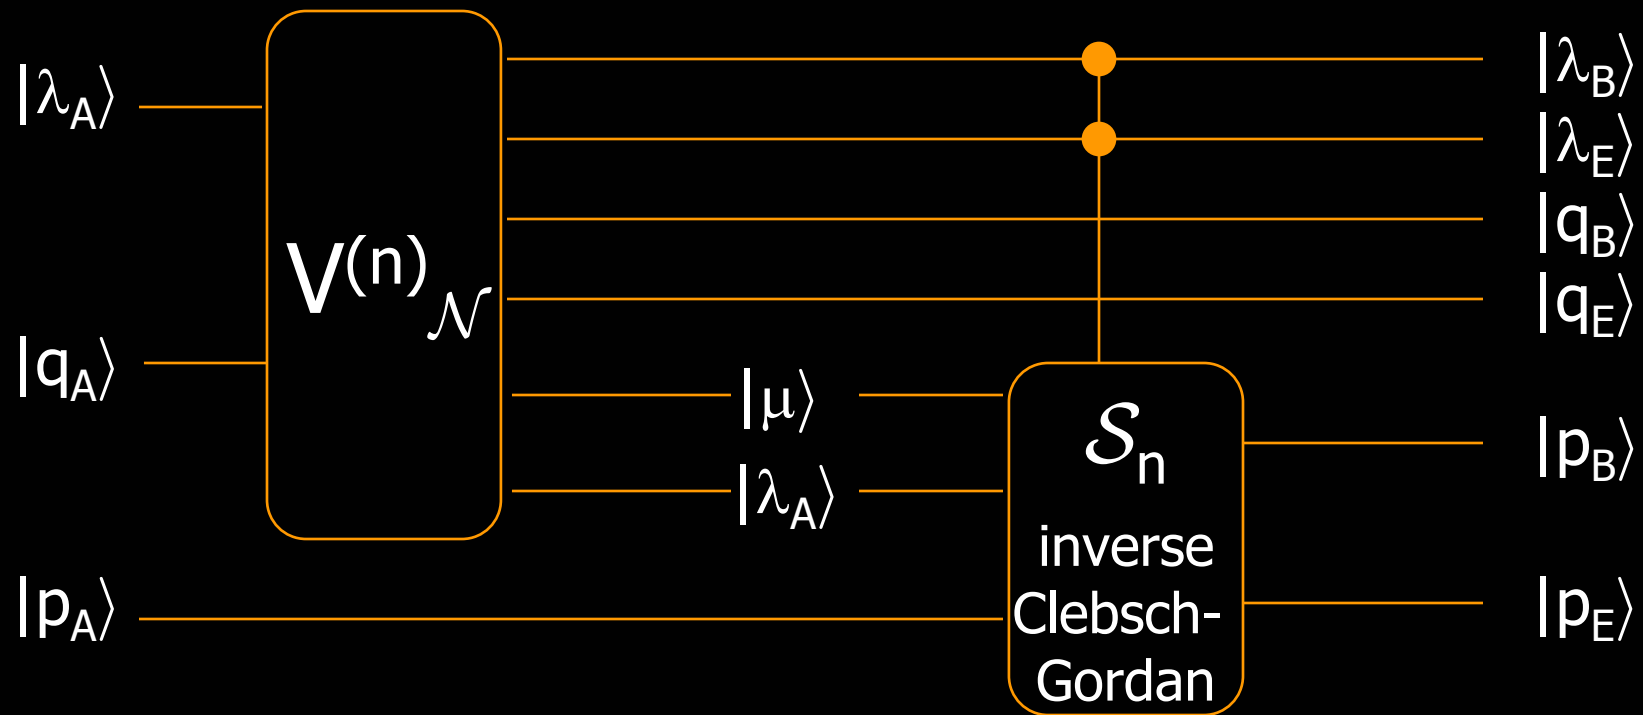 |λ_A⟩
|q_A⟩
|p_A⟩
V^(n)_𝒩
|μ⟩
|λ_A⟩
𝒮_n
inverse
Clebsch-
Gordan
|λ_B⟩
|λ_E⟩
|q_B⟩
|q_E⟩
|p_B⟩
|p_E⟩